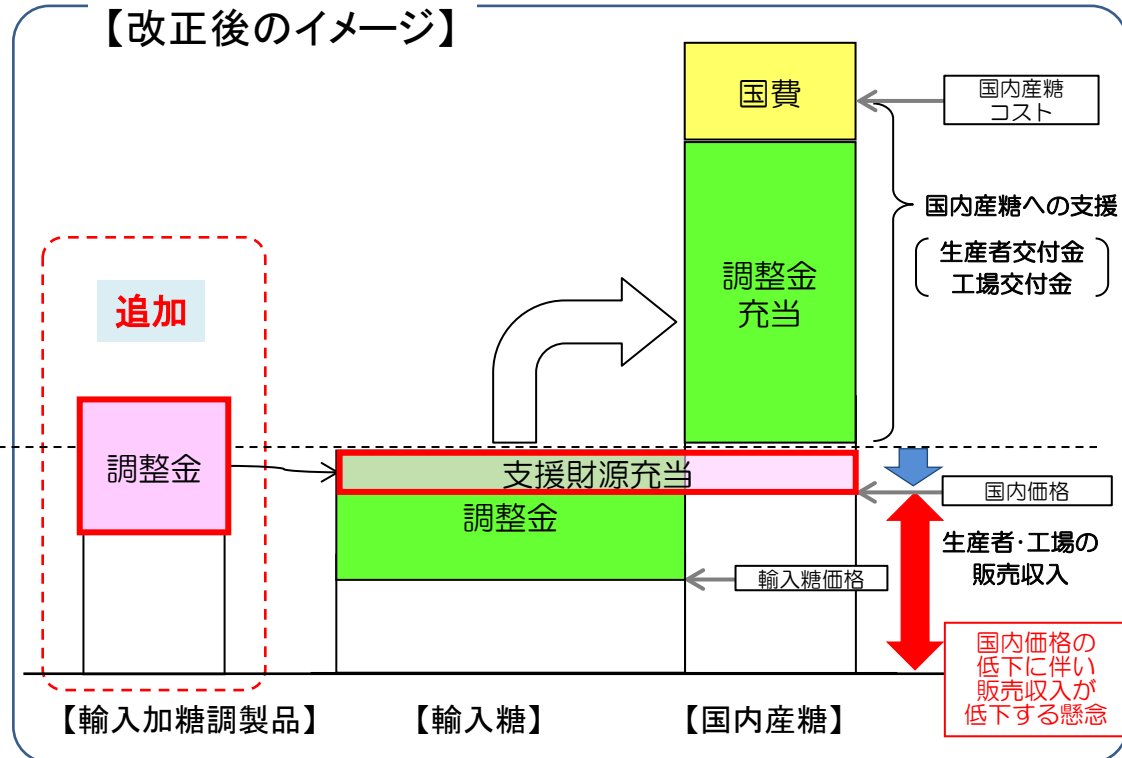 【改正後のイメージ】
国費
国内産糖
コスト
国内産糖への支援
生産者交付金
工場交付金
追加
調整金
充当
調整金
支援財源充当
調整金
国内価格
輸入糖価格
生産者・工場の
販売収入
国内価格の
低下に伴い
販売収入が
低下する懸念
【輸入加糖調製品】
【輸入糖】
【国内産糖】